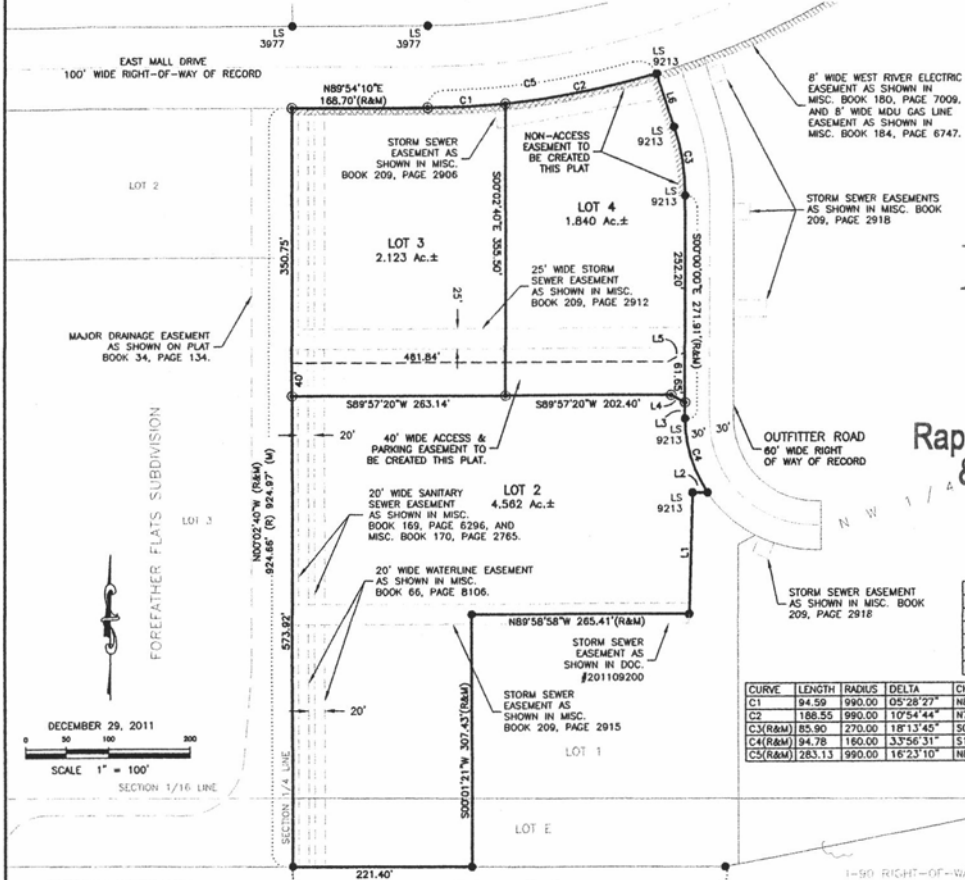 LS
3977
LS
3977
EAST MALL DRIVE
100' WIDE RIGHT-OF-WAY OF RECORD
LS
9213
N89°54'10"E
168.70'(R&M)
C1
C5
C2
L6
8' WIDE WEST RIVER ELECTRIC
EASEMENT AS SHOWN IN
MISC. BOOK 180, PAGE 7009,
AND 8' WIDE MDU GAS LINE
EASEMENT AS SHOWN IN
MISC. BOOK 184, PAGE 6747.
STORM SEWER
EASEMENT AS
SHOWN IN MISC.
BOOK 209, PAGE 2906
NON-ACCESS
EASEMENT TO
BE CREATED
THIS PLAT
LS
9213
C3
LS
9213
LOT 2
LOT 4
1.840 Ac.±
STORM SEWER EASEMENTS
AS SHOWN IN MISC. BOOK
209, PAGE 2918
LOT 3
2.123 Ac.±
S00°02'40"E 355.50'
350.75'
252.20'
S00°00'00"E 271.91'(R&M)
25' WIDE STORM
SEWER EASEMENT
AS SHOWN IN MISC.
BOOK 209, PAGE 2912
25'
MAJOR DRAINAGE EASEMENT
AS SHOWN ON PLAT
BOOK 34, PAGE 134.
L5
61.65'
481.84'
40'
S89°57'20"W 263.14'
S89°57'20"W 202.40'
L4
L3
LS
9213
30'
30'
C4
OUTFITTER ROAD
60' WIDE RIGHT
OF WAY OF RECORD
Rap
20'
40' WIDE ACCESS &
PARKING EASEMENT TO
BE CREATED THIS PLAT.
L2
LS
9213
LOT 2
4.562 Ac.±
N W 1 / 4
FOREFATHER FLATS SUBDIVISION
LOT 3
N00°02'40"W (R&M)
924.66' (R) 924.97' (M)
20' WIDE SANITARY
SEWER EASEMENT
AS SHOWN IN MISC.
BOOK 169, PAGE 6296, AND
MISC. BOOK 170, PAGE 2765.
L1
20' WIDE WATERLINE EASEMENT
AS SHOWN IN MISC.
BOOK 66, PAGE 8106.
STORM SEWER EASEMENT
AS SHOWN IN MISC. BOOK
209, PAGE 2918
573.92'
N89°58'58"W 265.41'(R&M)
STORM SEWER
EASEMENT AS
SHOWN IN DOC.
#201109200
20'
STORM SEWER
EASEMENT AS
SHOWN IN MISC.
BOOK 209, PAGE 2915
S00°01'21"W 307.43'(R&M)
LOT 1
CURVE LENGTH RADIUS DELTA
C1 94.59 990.00 05°28'27"
C2 188.55 990.00 10°54'44"
C3(R&M) 85.90 270.00 18°13'45"
C4(R&M) 94.78 160.00 33°56'31"
C5(R&M) 283.13 990.00 16°23'10"
DECEMBER 29, 2011
0 50 100 200
SCALE 1" = 100'
SECTION 1/16 LINE
SECTION 1/4 LINE
LOT E
221.40'
I-90 RIGHT-OF-WA